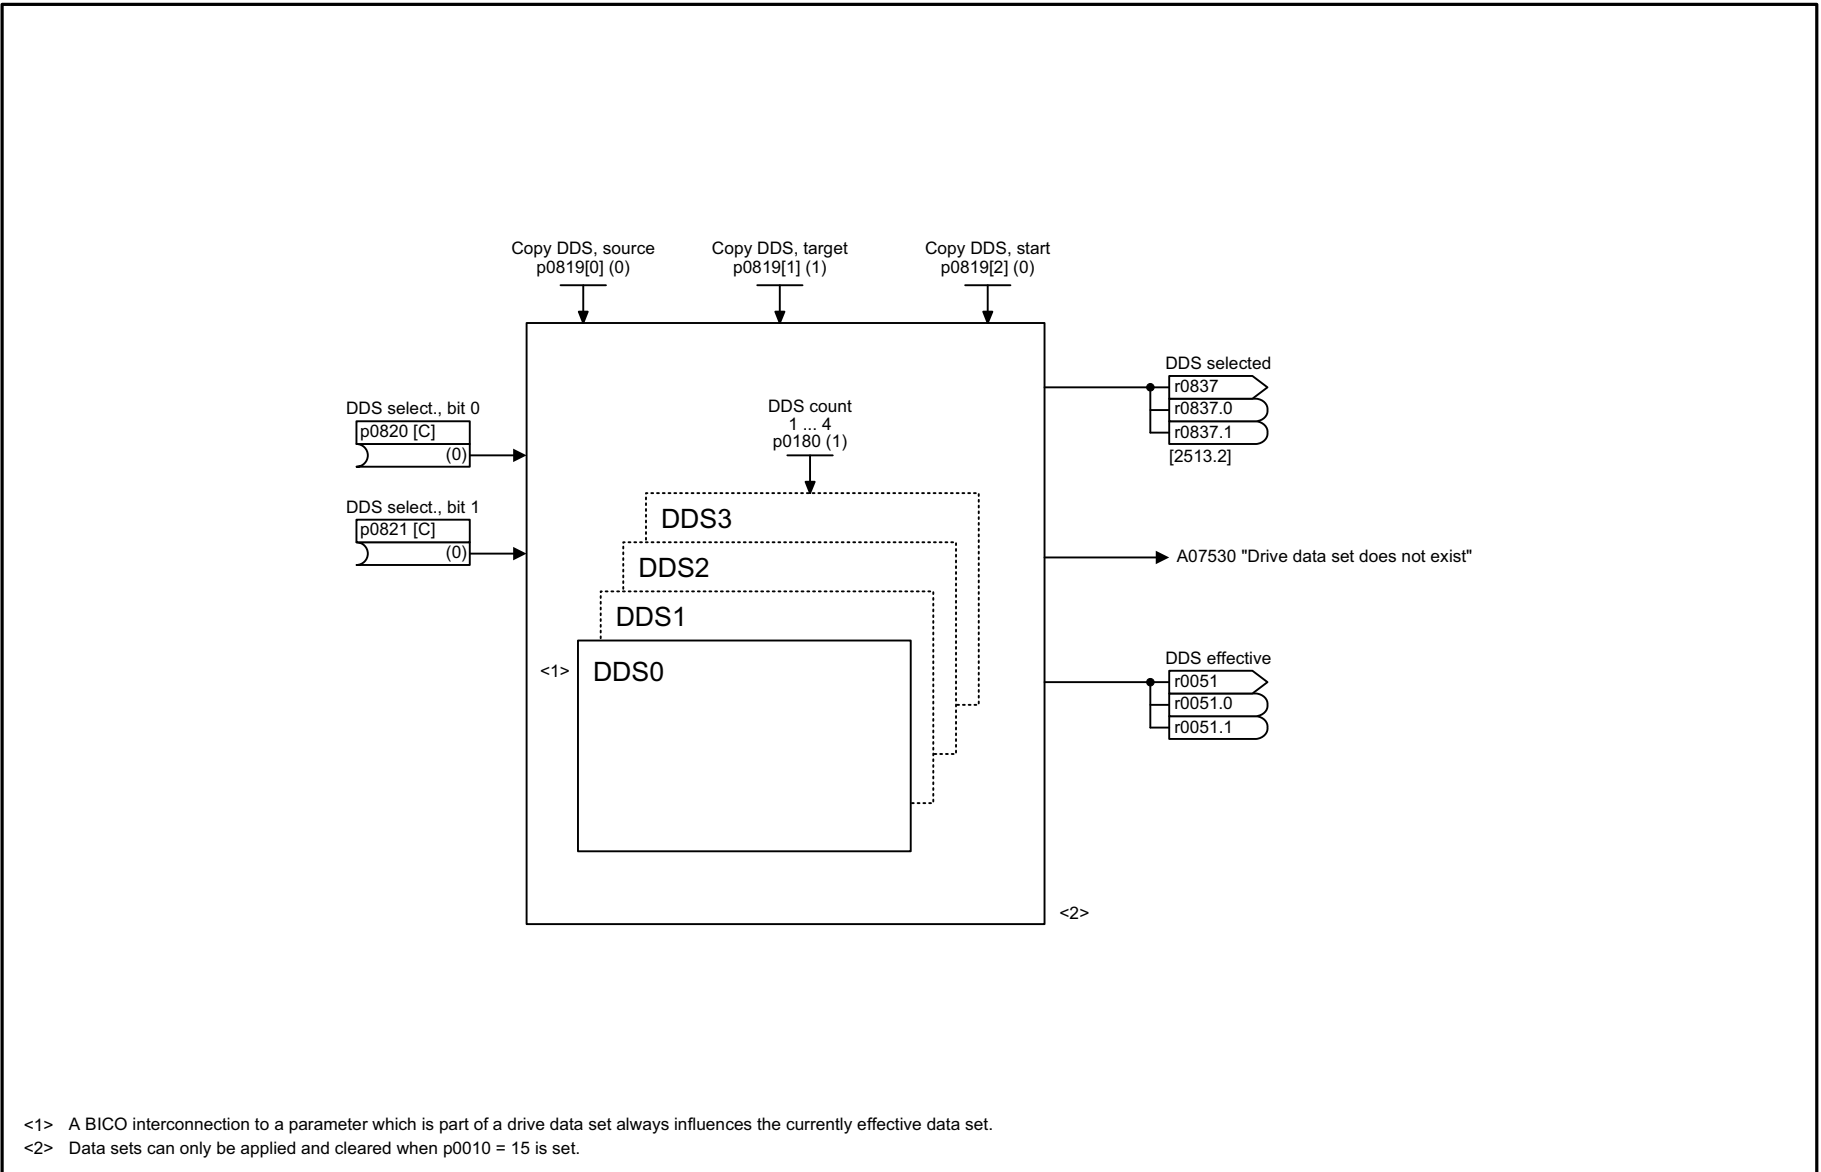 Copy DDS, source
p0819[0] (0)
Copy DDS, target
p0819[1] (1)
Copy DDS, start
p0819[2] (0)
DDS select., bit 0
p0820 [C]
(0)
DDS select., bit 1
p0821 [C]
(0)
DDS count
1 ... 4
p0180 (1)
DDS3
DDS2
DDS1
<1>
DDS0
DDS selected
r0837
r0837.0
r0837.1
[2513.2]
A07530 "Drive data set does not exist"
DDS effective
r0051
r0051.0
r0051.1
<2>
<1> A BICO interconnection to a parameter which is part of a drive data set always influences the currently effective data set.
<2> Data sets can only be applied and cleared when p0010 = 15 is set.